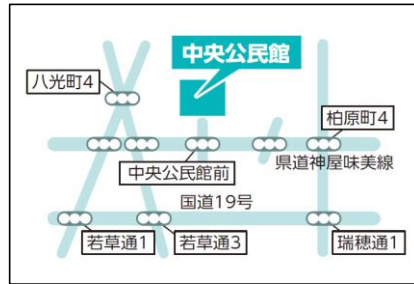 中央公民館
八光町4
柏原町4
中央公民館前
県道神屋味美線
国道19号
若草通1
若草通3
瑞穂通1